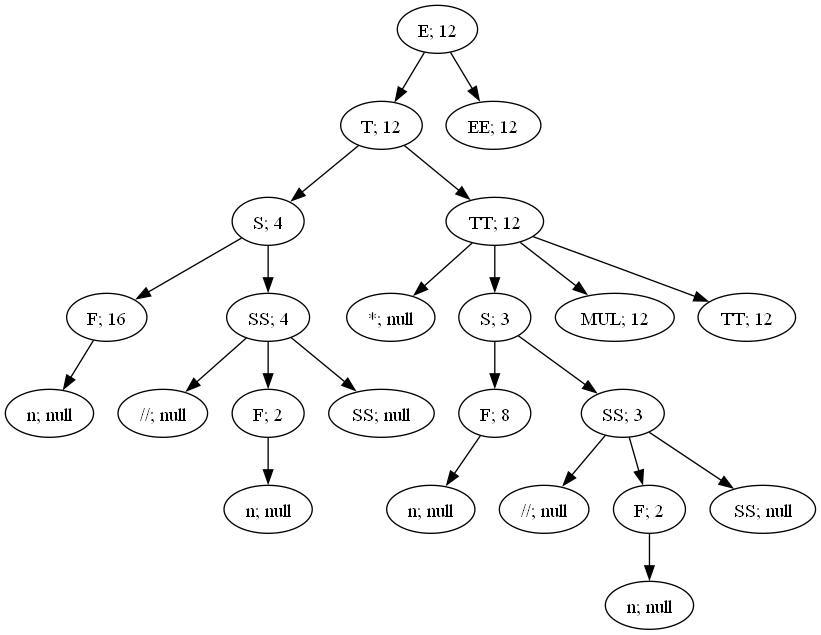 E; 12
T; 12
EE; 12
S; 4
TT; 12
F; 16
SS; 4
*; null
S; 3
MUL; 12
TT; 12
n; null
//; null
F; 2
SS; null
F; 8
SS; 3
n; null
n; null
//; null
F; 2
SS; null
n; null